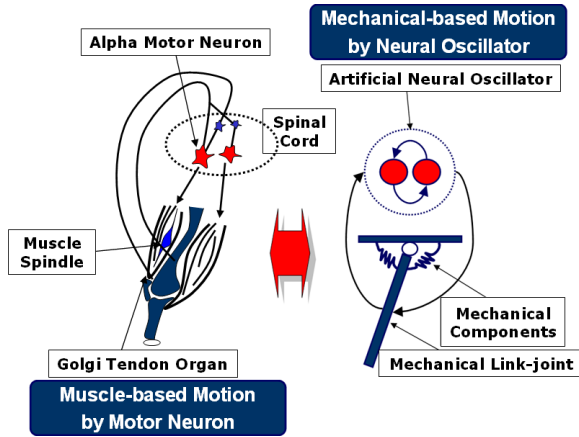 Mechanical-based Motion
by Neural Oscillator
Alpha Motor Neuron
Artificial Neural Oscillator
Spinal
Cord
Muscle
Spindle
Mechanical
Components
Golgi Tendon Organ
Mechanical Link-joint
Muscle-based Motion
by Motor Neuron